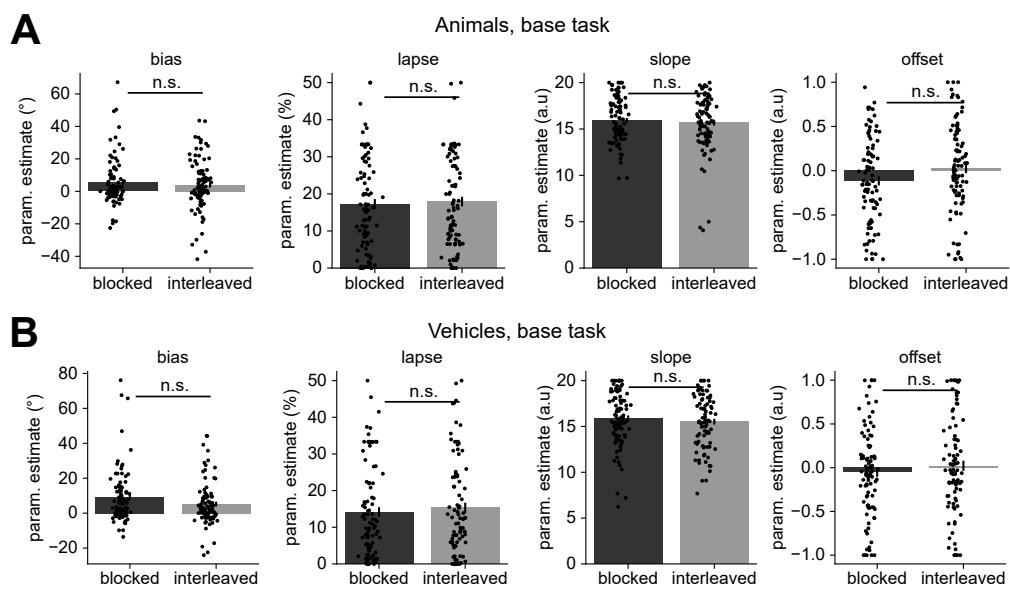 A
Animals, base task
bias
lapse
slope
offset
n.s.
n.s.
n.s.
n.s.
param. estimate (°)
60
40
20
0
−20
−40
blocked
interleaved
param. estimate (%)
50
40
30
20
10
0
blocked
interleaved
param. estimate (a.u)
20
15
10
5
0
blocked
interleaved
param. estimate (a.u)
1.0
0.5
0.0
−0.5
−1.0
blocked
interleaved
B
Vehicles, base task
bias
lapse
slope
offset
n.s.
n.s.
n.s.
n.s.
param. estimate (°)
80
60
40
20
0
−20
blocked
interleaved
param. estimate (%)
50
40
30
20
10
0
blocked
interleaved
param. estimate (a.u)
20
15
10
5
0
blocked
interleaved
param. estimate (a.u)
1.0
0.5
0.0
−0.5
−1.0
blocked
interleaved